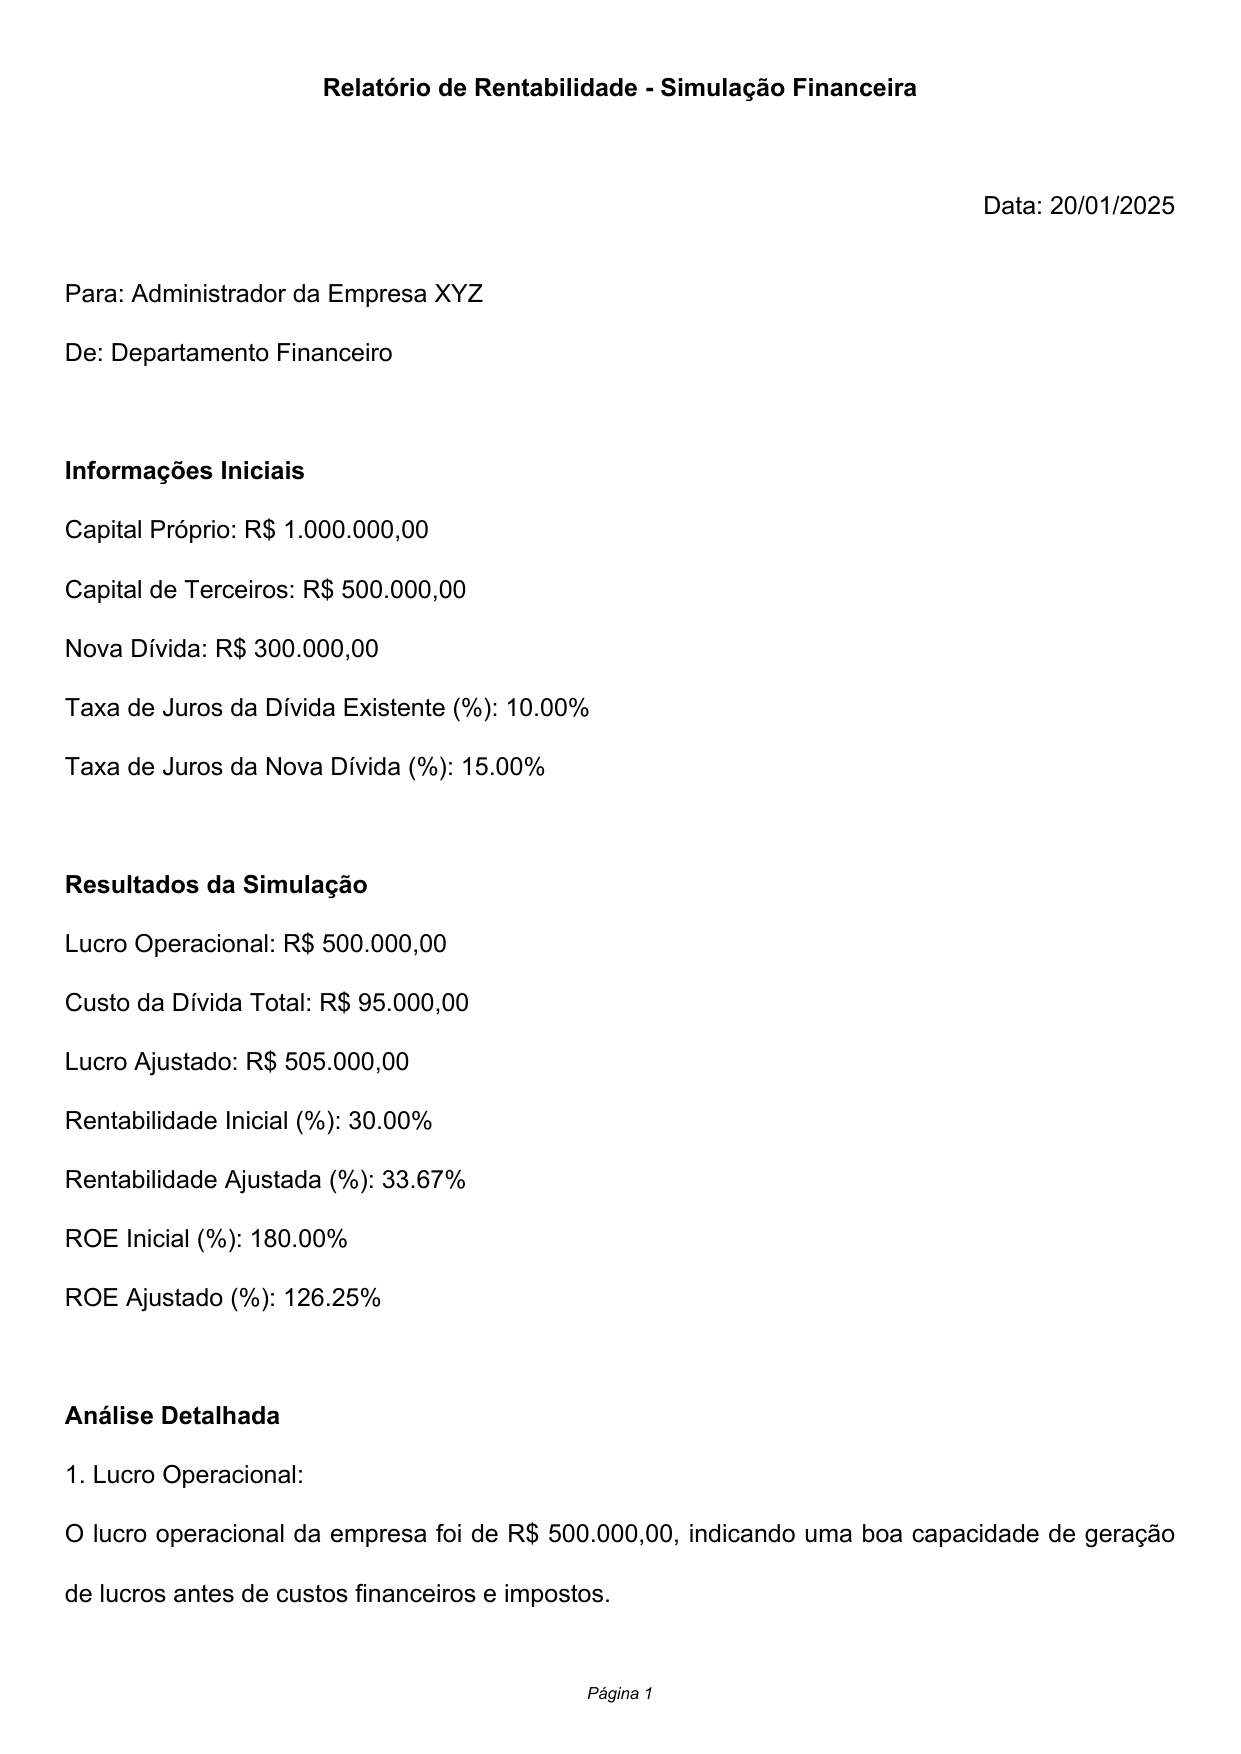 Relatório de Rentabilidade - Simulação Financeira
Data: 20/01/2025
Para: Administrador da Empresa XYZ
De: Departamento Financeiro
Informações Iniciais
Capital Próprio: R$ 1.000.000,00
Capital de Terceiros: R$ 500.000,00
Nova Dívida: R$ 300.000,00
Taxa de Juros da Dívida Existente (%): 10.00%
Taxa de Juros da Nova Dívida (%): 15.00%
Resultados da Simulação
Lucro Operacional: R$ 500.000,00
Custo da Dívida Total: R$ 95.000,00
Lucro Ajustado: R$ 505.000,00
Rentabilidade Inicial (%): 30.00%
Rentabilidade Ajustada (%): 33.67%
ROE Inicial (%): 180.00%
ROE Ajustado (%): 126.25%
Análise Detalhada
1. Lucro Operacional:
O lucro operacional da empresa foi de R$ 500.000,00, indicando uma boa capacidade de geração
de lucros antes de custos financeiros e impostos.
Página 1